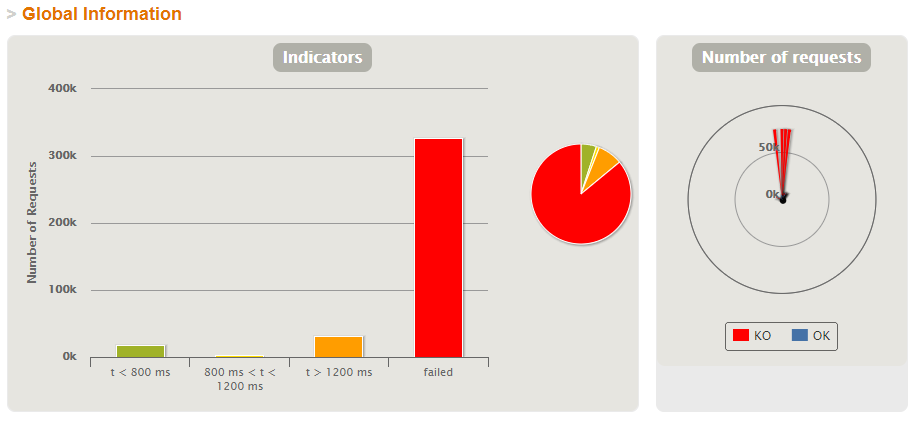 > Global Information
Indicators
Number of requests
400k
300k
200k
100k
0k
Number of Requests
t < 800 ms
800 ms < t <
1200 ms
t > 1200 ms
failed
50k
0k
KO
OK